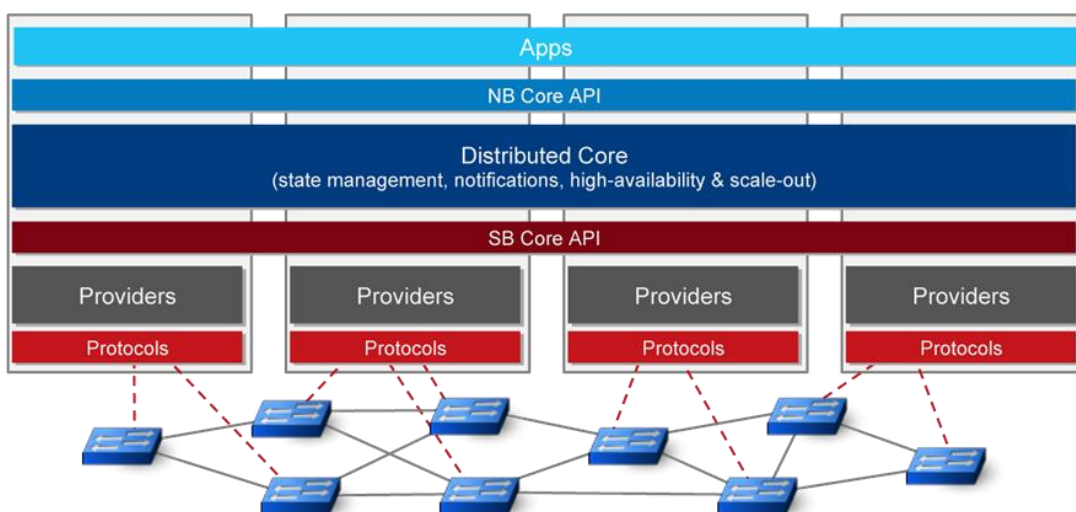 Apps
NB Core API
Distributed Core
(state management, notifications, high-availability & scale-out)
SB Core API
Providers
Providers
Providers
Providers
Protocols
Protocols
Protocols
Protocols